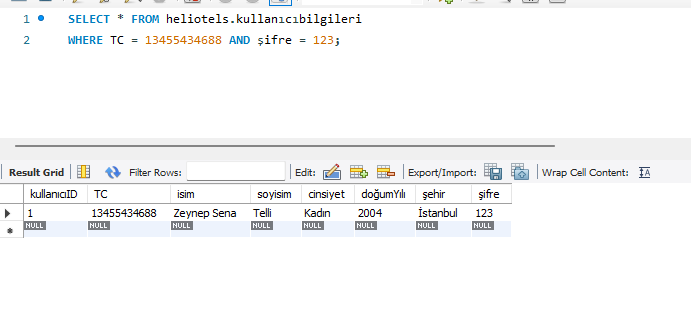 1 SELECT * FROM heliotels.kullanıcıbilgileri
2 WHERE TC = 13455434688 AND şifre = 123;
Result Grid Filter Rows: Edit: Export/Import: Wrap Cell Content:
kullanıcıID TC isim soyisim cinsiyet doğumYılı şehir şifre
1 13455434688 Zeynep Sena Telli Kadın 2004 İstanbul 123
NULL NULL NULL NULL NULL NULL NULL NULL